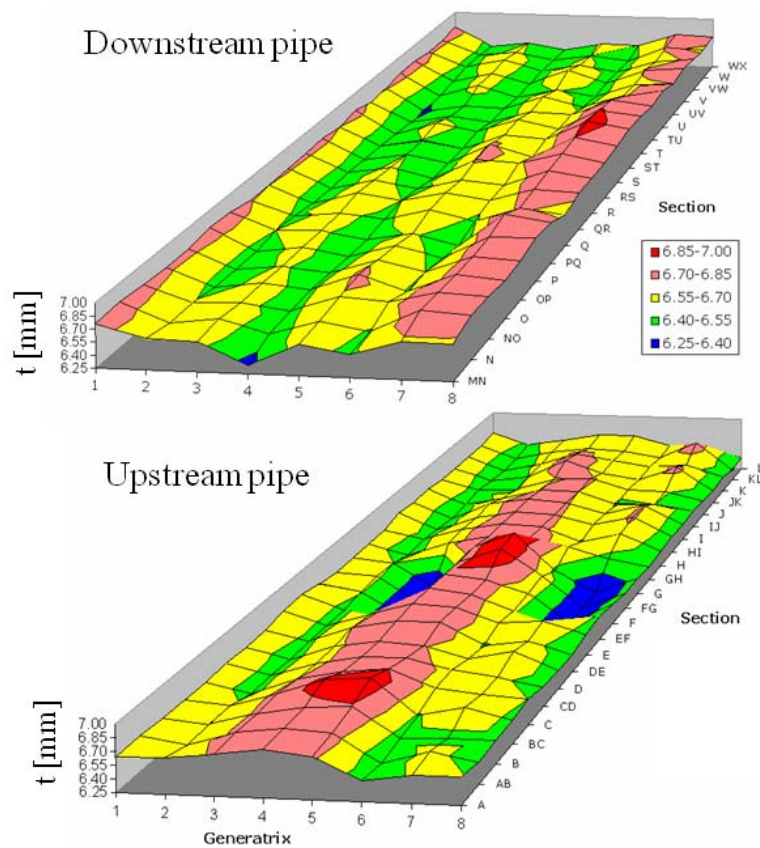 Downstream pipe
WX
W
VW
V
UV
U
TU
T
ST
S
RS
R
QR
Q
PQ
P
OP
O
NO
N
MN
Section
6.85-7.00
6.70-6.85
6.55-6.70
6.40-6.55
6.25-6.40
t [mm]
7.00
6.85
6.70
6.55
6.40
6.25
1 2 3 4 5 6 7 8
Upstream pipe
L
KL
K
JK
J
IJ
I
HI
H
GH
G
FG
F
EF
E
DE
D
CD
C
BC
B
AB
A
Section
t [mm]
7.00
6.85
6.70
6.55
6.40
6.25
1 2 3 4 5 6 7 8
Generatrix